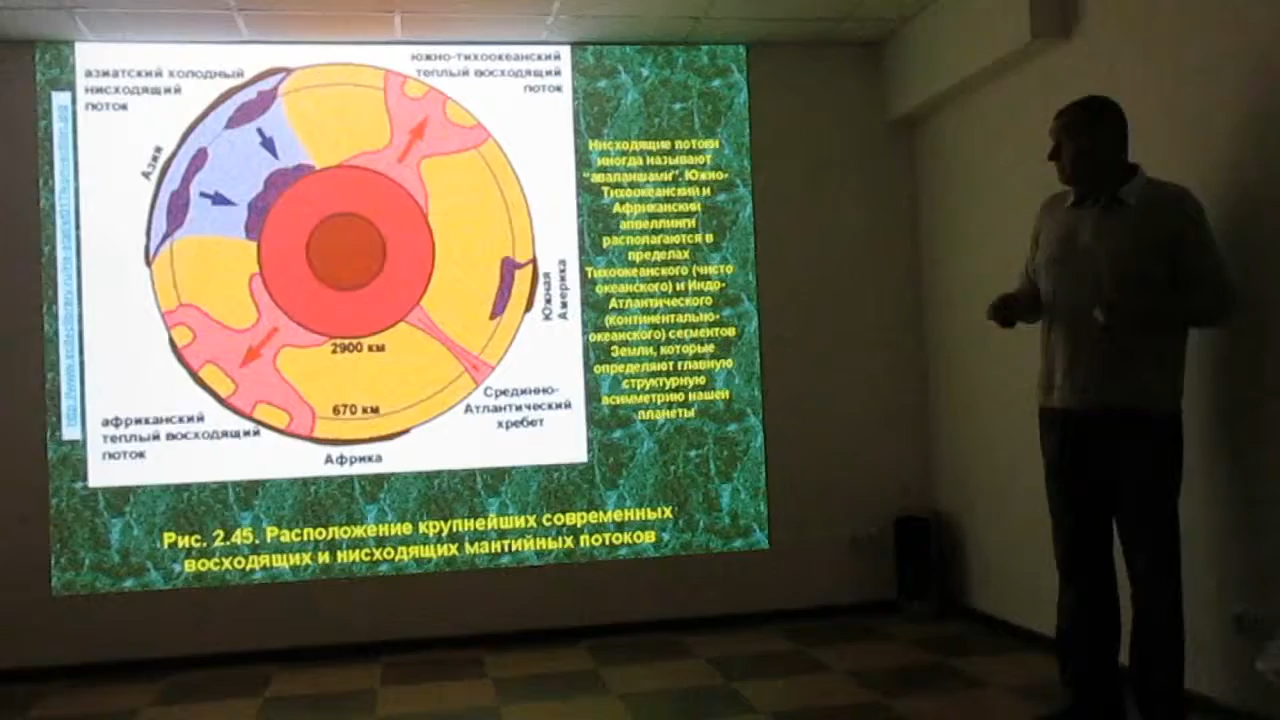 азиатский холодный
нисходящий
поток
южно-тихоокеанский
теплый восходящий
поток
Азия
Южная
Америка
2900 км
670 км
Срединно-
Атлантический
хребет
африканский
теплый восходящий
поток
Африка
Нисходящие потоки
иногда называют
"аваланшами". Южно-
Тихоокеанский и
Африканский
апвеллинги
располагаются в
пределах
Тихоокеанского (чисто
океанского) и Индо-
Атлантического
(континентально-
океанского) сегментов
Земли, которые
определяют главную
структурную
асимметрию нашей
планеты
Рис. 2.45. Расположение крупнейших современных
восходящих и нисходящих мантийных потоков